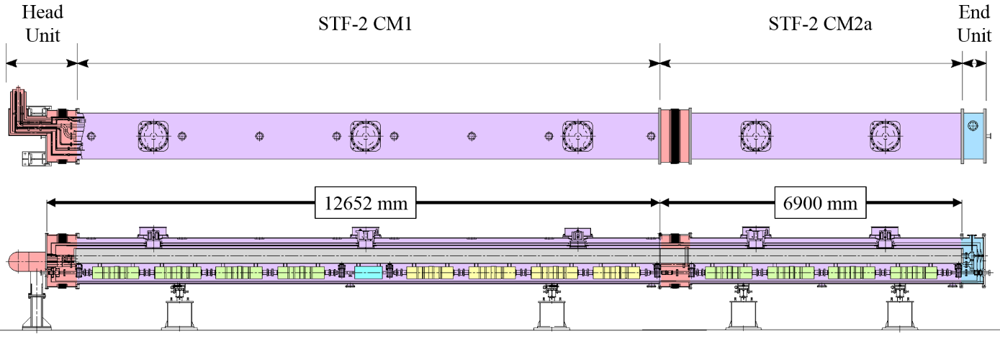 Head
Unit
STF-2 CM1
STF-2 CM2a
End
Unit
12652 mm
6900 mm